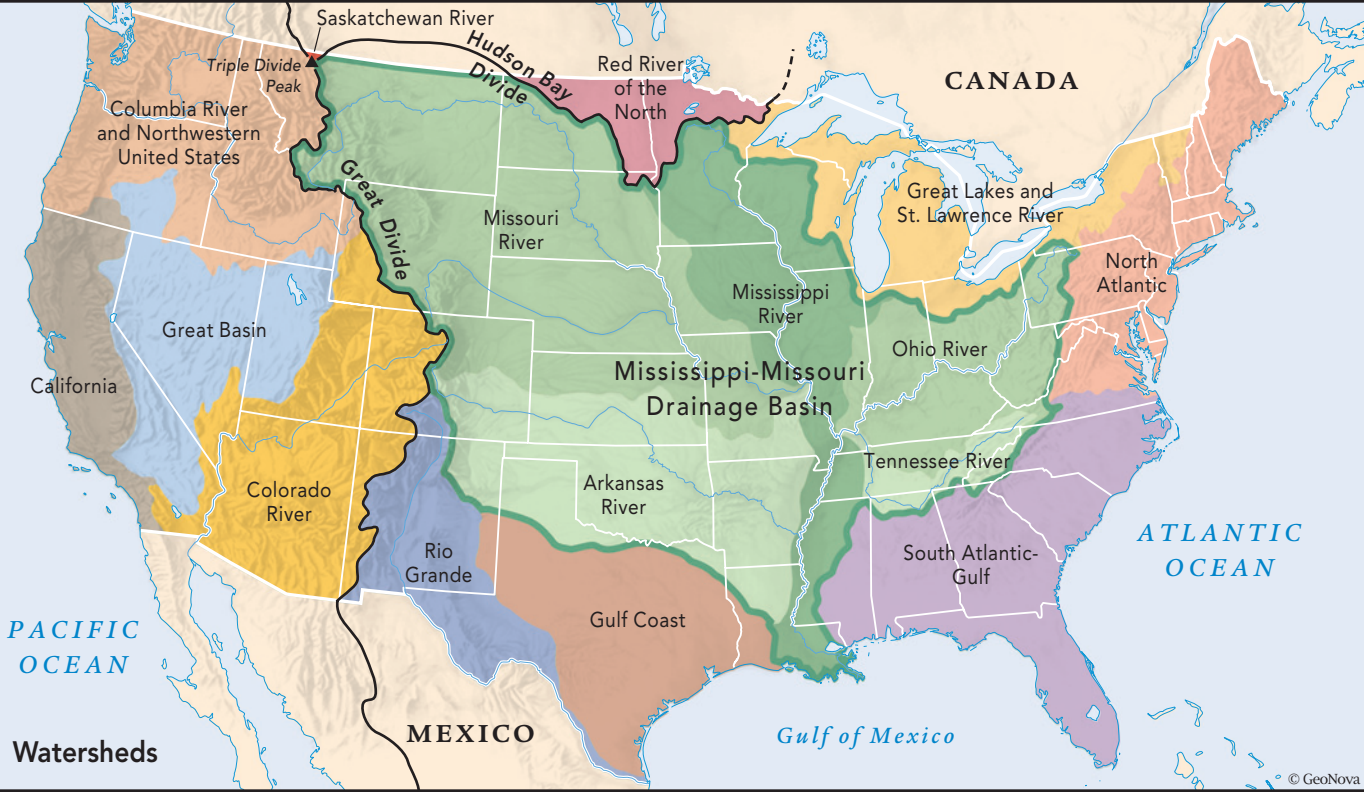 Saskatchewan River
Triple Divide
Peak
Hudson Bay
Divide
Red River
of the
North
CANADA
Columbia River
and Northwestern
United States
Great Divide
Missouri
River
Great Lakes and
St. Lawrence River
North
Atlantic
Mississippi
River
Great Basin
Ohio River
California
Mississippi-Missouri
Drainage Basin
Tennessee River
Colorado
River
Arkansas
River
ATLANTIC
OCEAN
Rio
Grande
South Atlantic-
Gulf
Gulf Coast
PACIFIC
OCEAN
MEXICO
Gulf of Mexico
Watersheds
© GeoNova